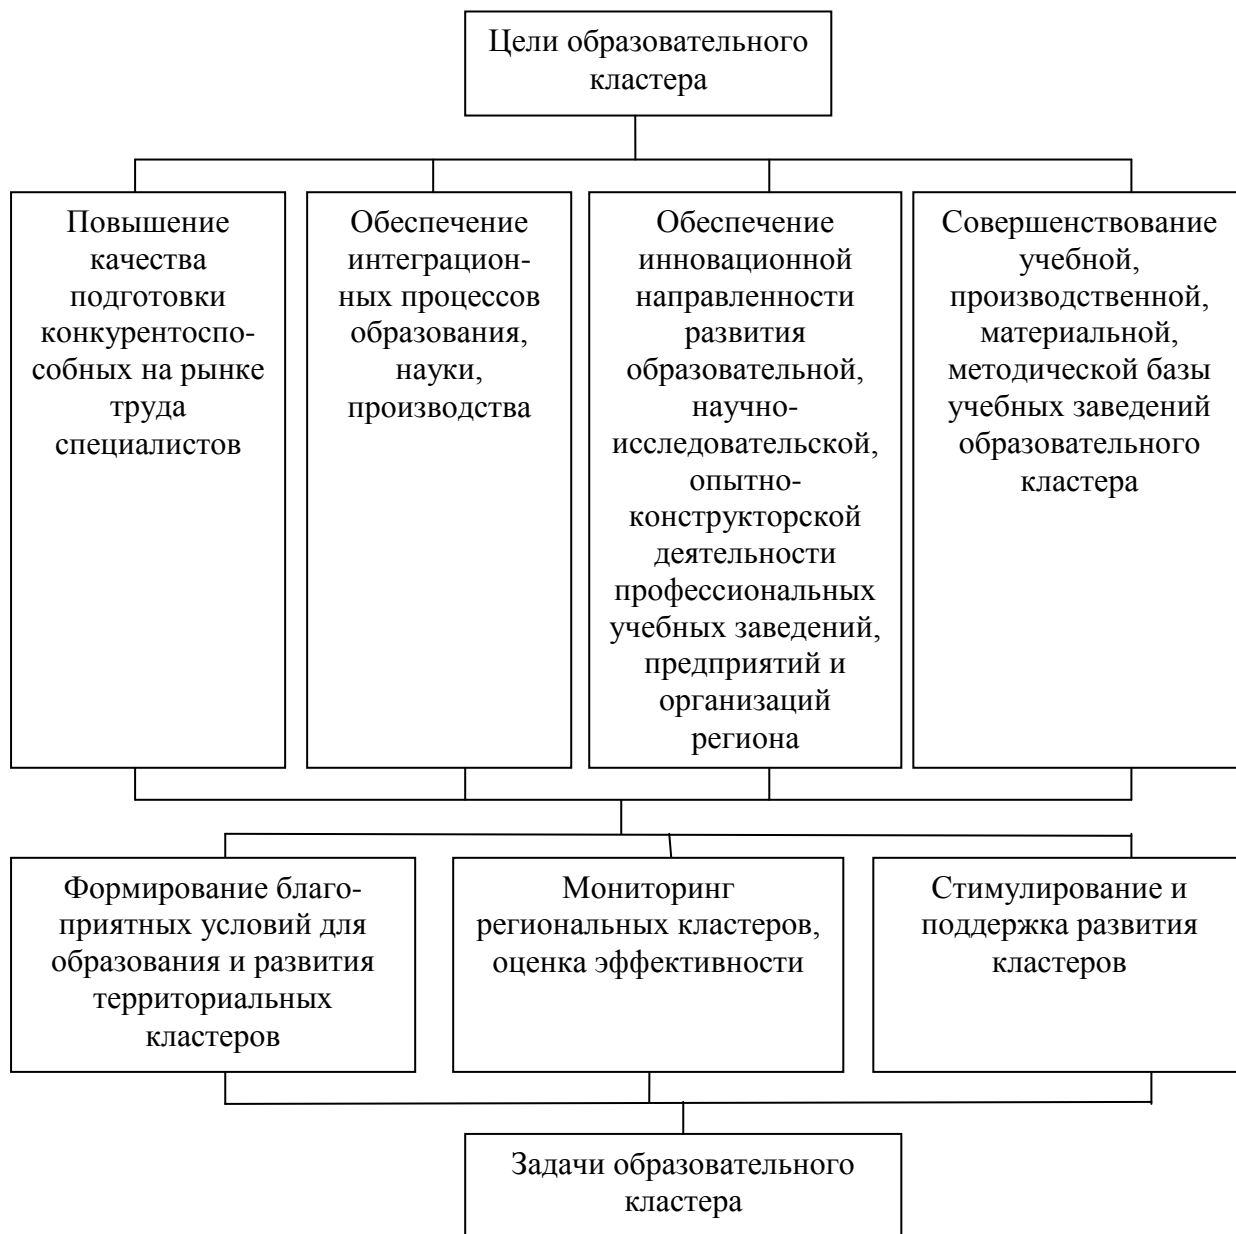 Цели образовательного
кластера
Повышение
качества
подготовки
конкурентоспо-
собных на рынке
труда
специалистов
Обеспечение
интеграцион-
ных процессов
образования,
науки,
производства
Обеспечение
инновационной
направленности
развития
образовательной,
научно-
исследовательской,
опытно-
конструкторской
деятельности
профессиональных
учебных заведений,
предприятий и
организаций
региона
Совершенствование
учебной,
производственной,
материальной,
методической базы
учебных заведений
образовательного
кластера
Формирование благо-
приятных условий для
образования и развития
территориальных
кластеров
Мониторинг
региональных кластеров,
оценка эффективности
Стимулирование и
поддержка развития
кластеров
Задачи образовательного
кластера